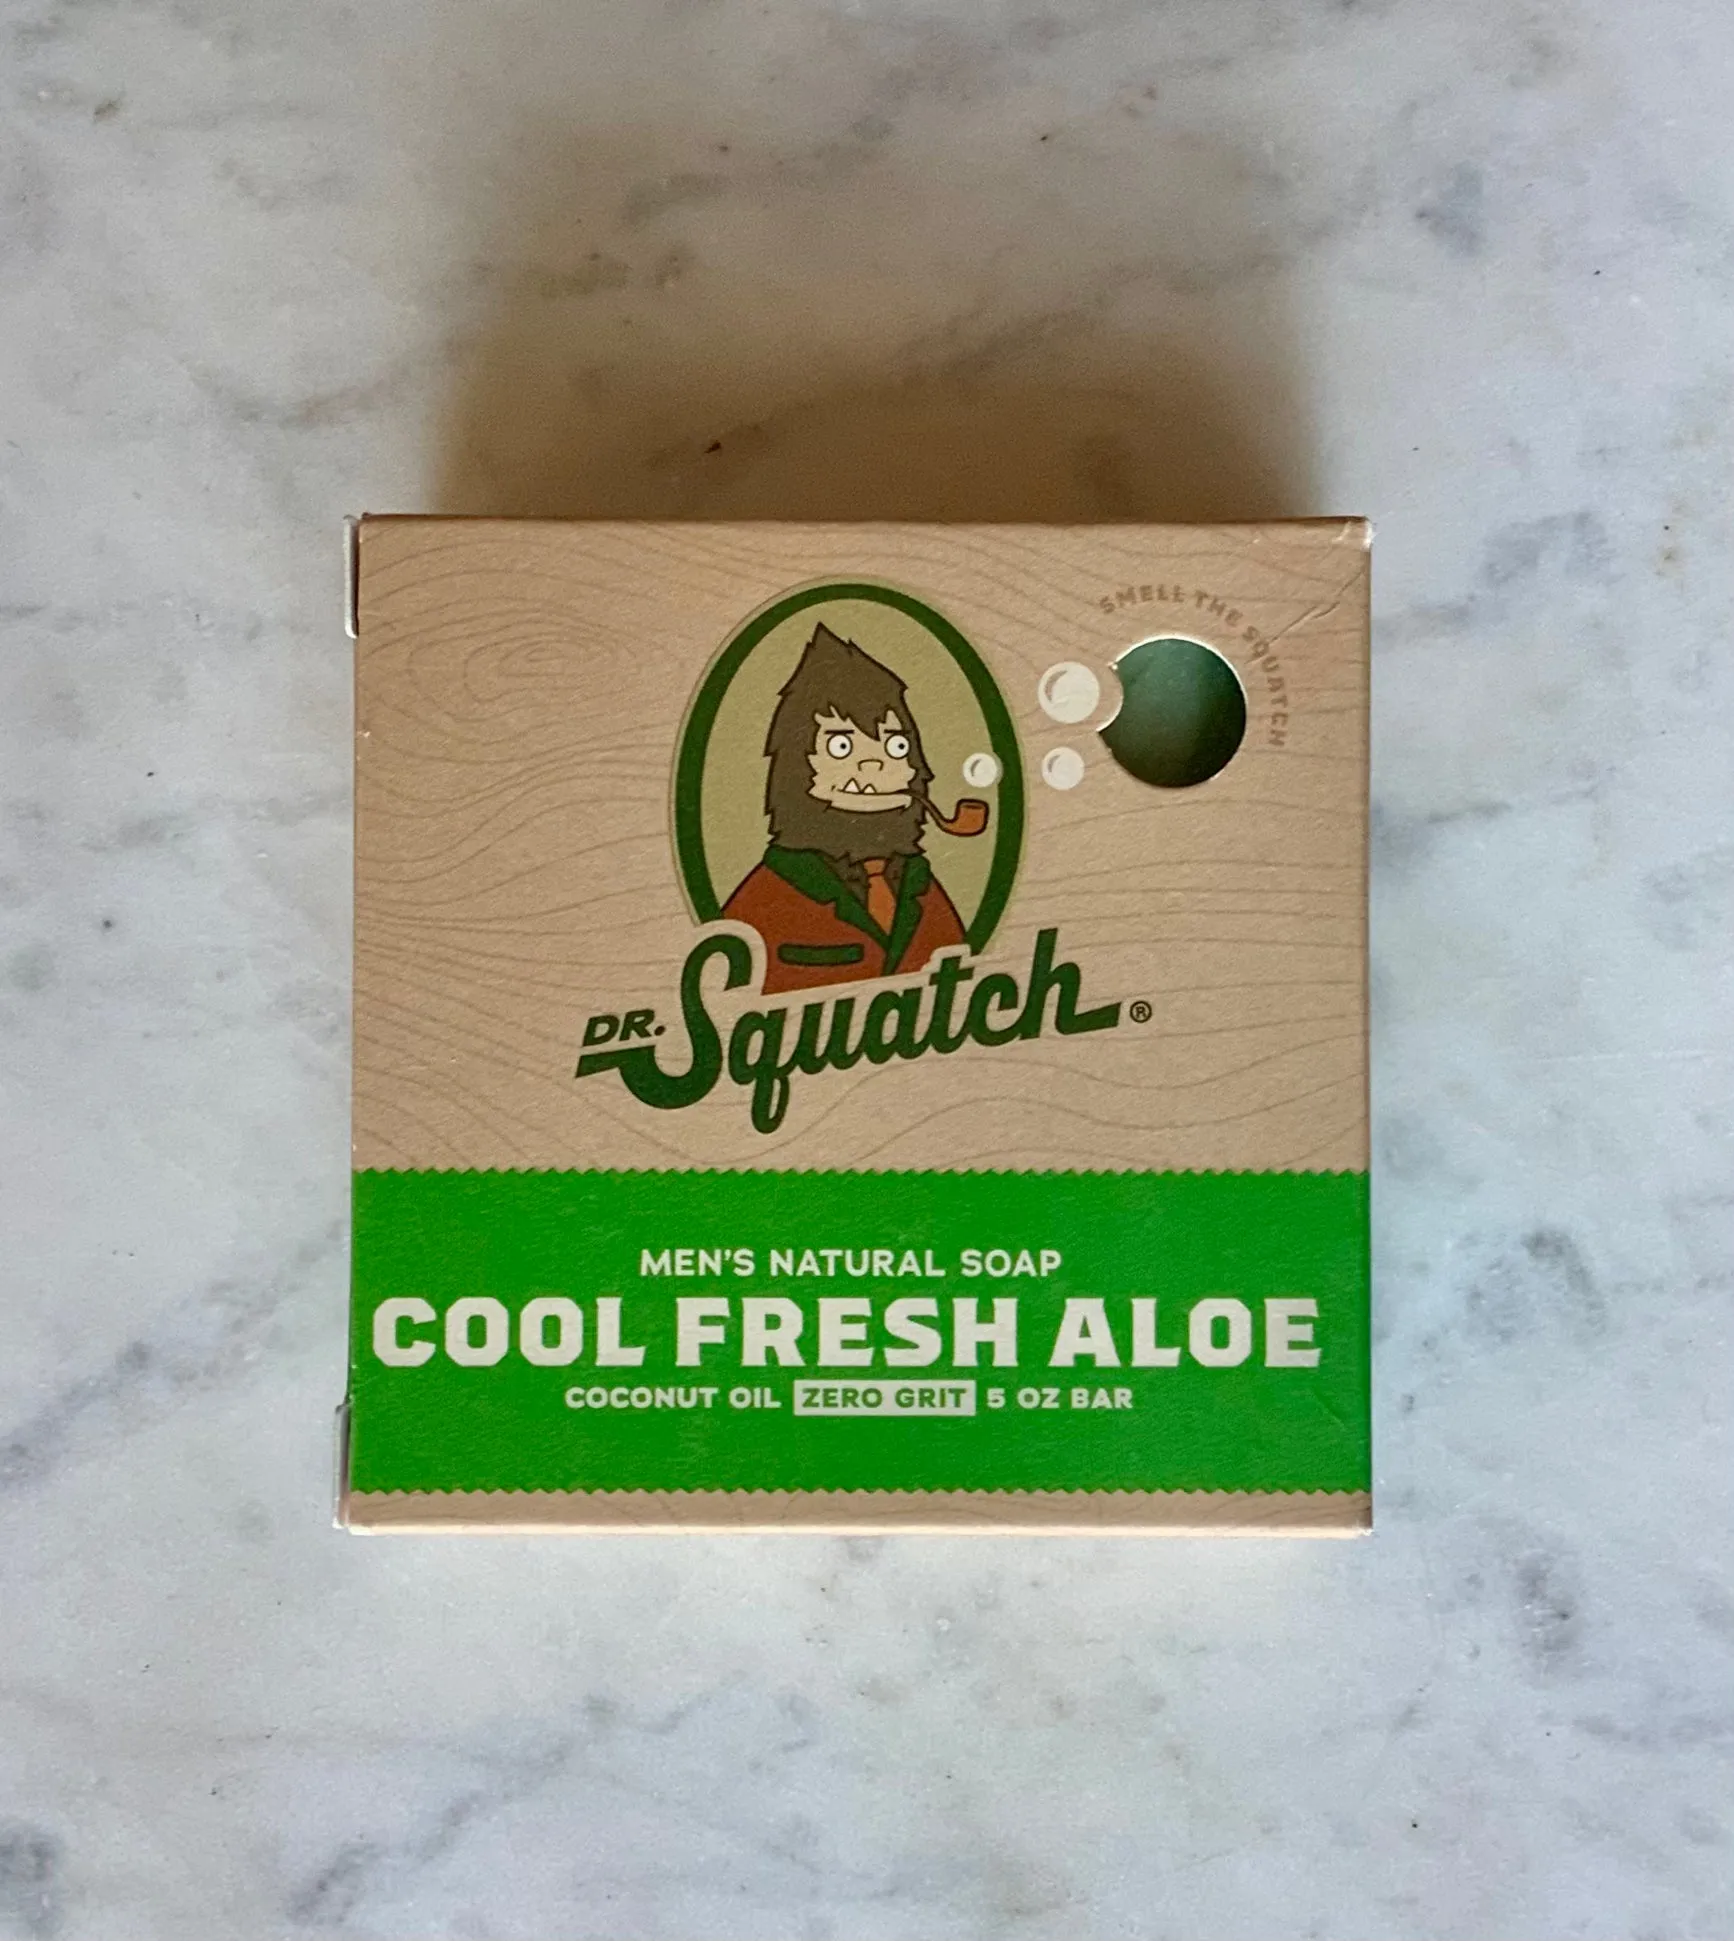 SMELL THE SQUATCH
DR. Squatch®
MEN'S NATURAL SOAP
COOL FRESH ALOE
COCONUT OIL ZERO GRIT 5 OZ BAR